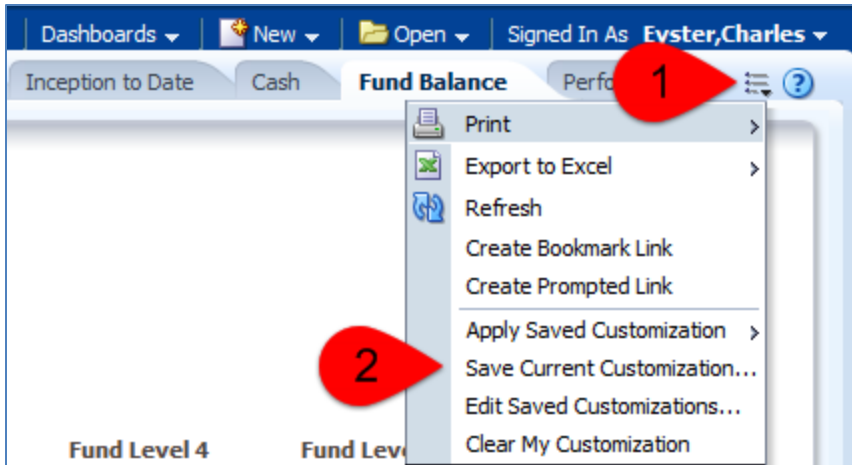 Dashboards New Open Signed In As Eyster,Charles
Inception to Date Cash Fund Balance Perfo 1 ?
Print
Export to Excel
Refresh
Create Bookmark Link
Create Prompted Link
Apply Saved Customization
2 Save Current Customization...
Edit Saved Customizations...
Fund Level 4 Fund Leve Clear My Customization